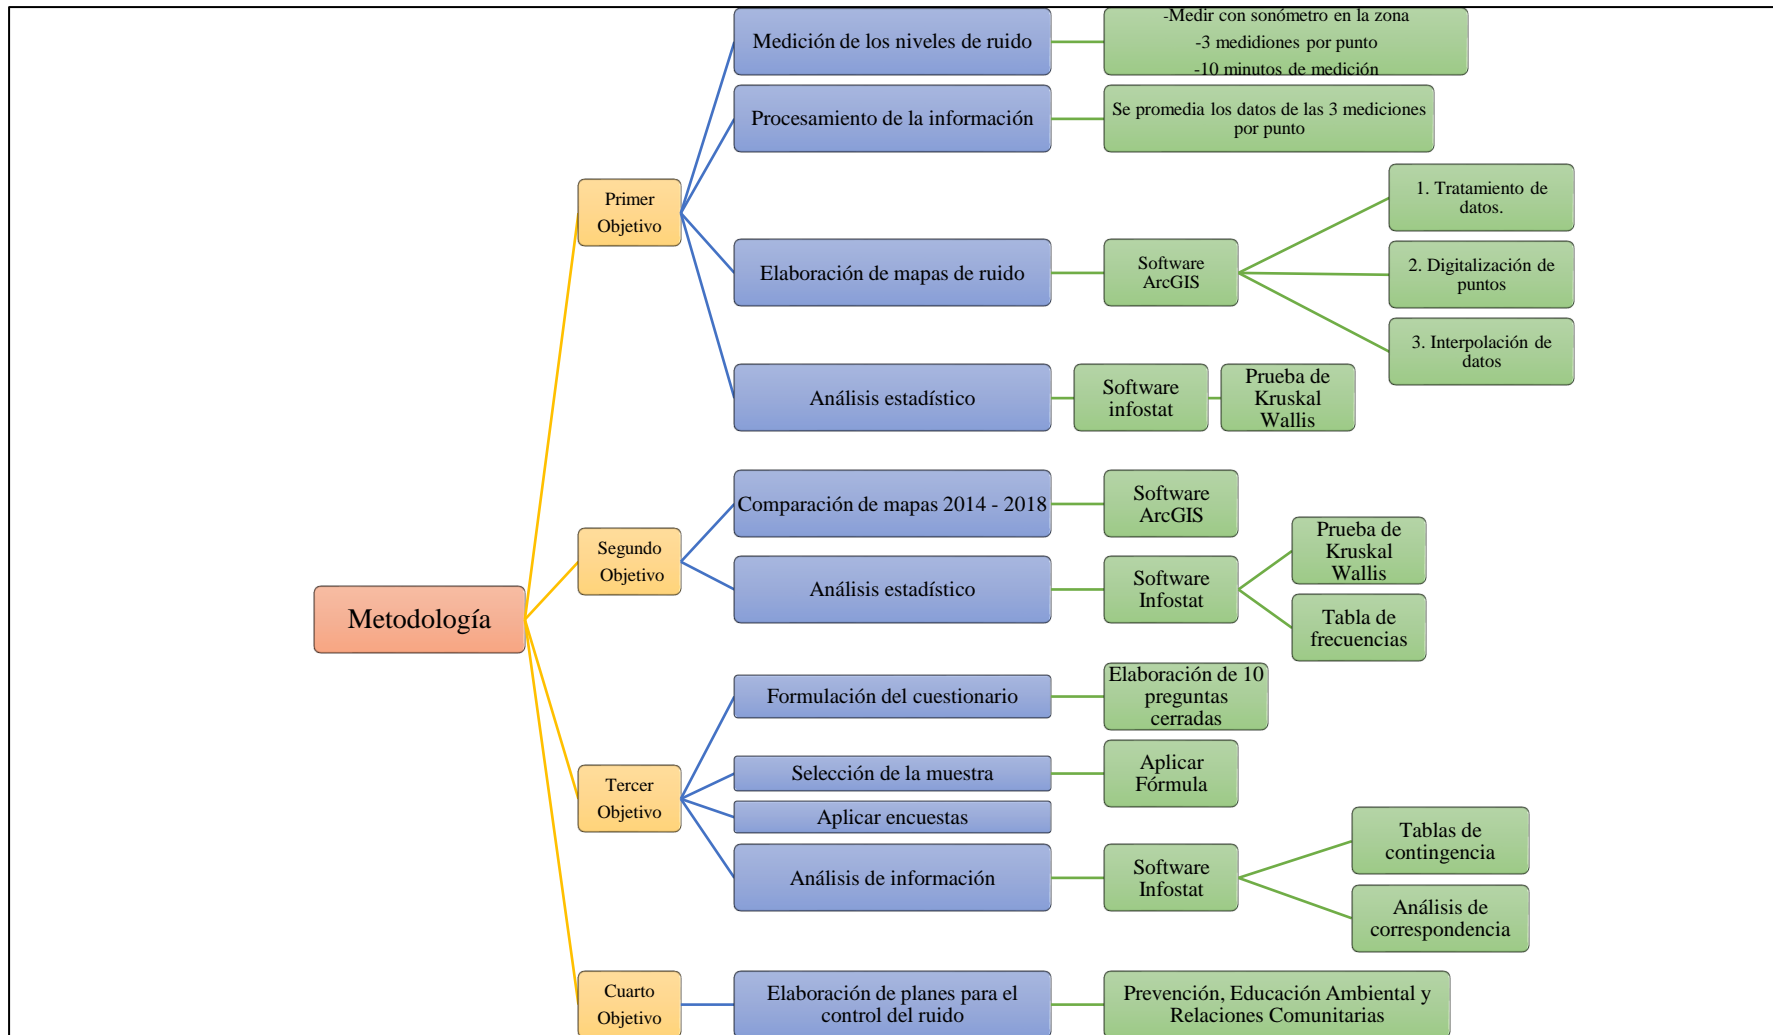 Metodología
Primer
Objetivo
Medición de los niveles de ruido
-Medir con sonómetro en la zona
-3 medidiones por punto
-10 minutos de medición
Procesamiento de la información
Se promedia los datos de las 3 mediciones
por punto
Elaboración de mapas de ruido
Software
ArcGIS
1. Tratamiento de
datos.
2. Digitalización de
puntos
3. Interpolación de
datos
Análisis estadístico
Software
infostat
Prueba de
Kruskal
Wallis
Segundo
Objetivo
Comparación de mapas 2014 - 2018
Software
ArcGIS
Análisis estadístico
Software
Infostat
Prueba de
Kruskal
Wallis
Tabla de
frecuencias
Tercer
Objetivo
Formulación del cuestionario
Elaboración de 10
preguntas
cerradas
Selección de la muestra
Aplicar
Fórmula
Aplicar encuestas
Análisis de información
Software
Infostat
Tablas de
contingencia
Análisis de
correspondencia
Cuarto
Objetivo
Elaboración de planes para el
control del ruido
Prevención, Educación Ambiental y
Relaciones Comunitarias